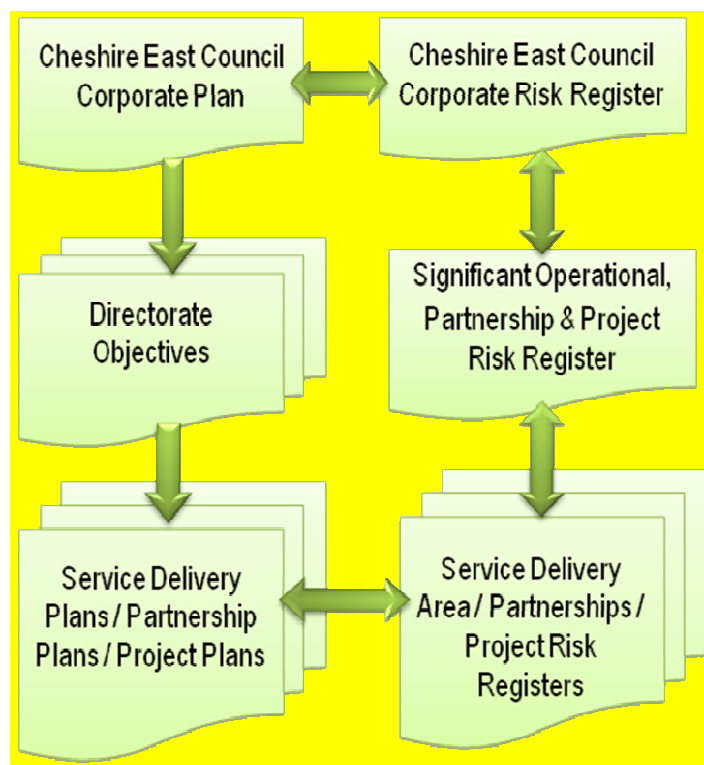 Cheshire East Council
Corporate Plan
Cheshire East Council
Corporate Risk Register
Directorate
Objectives
Significant Operational,
Partnership & Project
Risk Register
Service Delivery
Plans / Partnership
Plans / Project Plans
Service Delivery
Area / Partnerships /
Project Risk
Registers